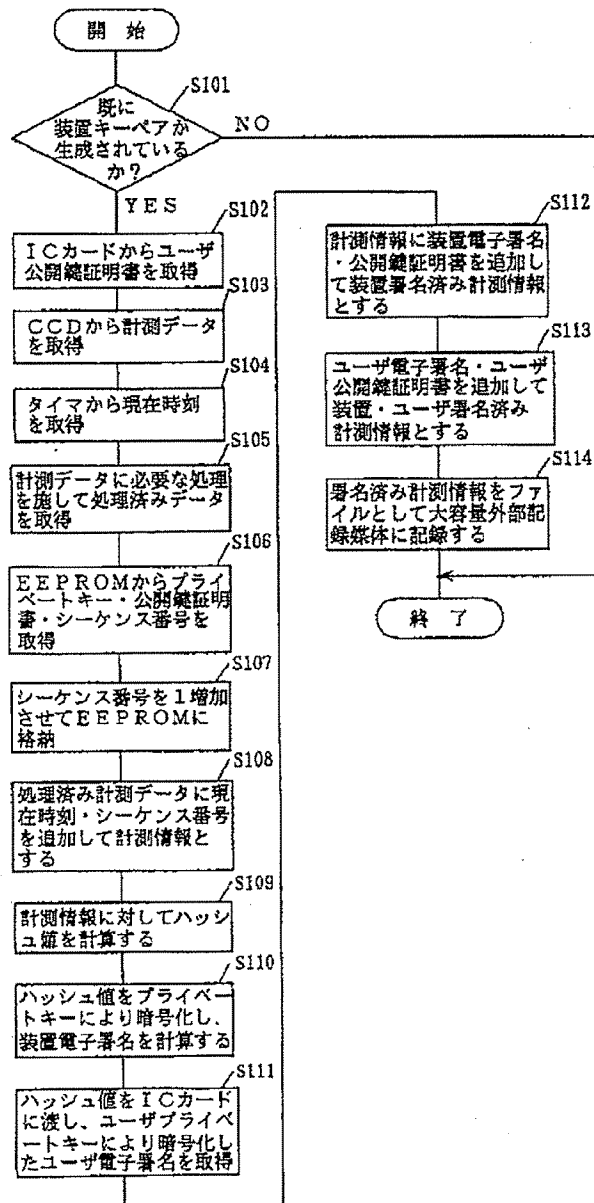 開 始
S101
既に
装置キーペアが
生成されている
か?
NO
YES
S102
ICカードからユーザ
公開鍵証明書を取得
S103
CCDから計測データ
を取得
S104
タイマから現在時刻
を取得
S105
計測データに必要な処理
を施して処理済みデータ
を取得
S106
EEPROMからプライ
ベートキー・公開鍵証明
書・シーケンス番号を
取得
S107
シーケンス番号を1増加
させてEEPROMに
格納
S108
処理済み計測データに現
在時刻・シーケンス番号
を追加して計測情報と
する
S109
計測情報に対してハッシ
ュ値を計算する
S110
ハッシュ値をプライベー
トキーにより暗号化し、
装置電子署名を計算する
S111
ハッシュ値をICカード
に渡し、ユーザプライベ
ートキーにより暗号化し
たユーザ電子署名を取得
S112
計測情報に装置電子署名
・公開鍵証明書を追加して
装置署名済み計測情報
とする
S113
ユーザ電子署名・ユーザ
公開鍵証明書を追加して
装置・ユーザ署名済み
計測情報とする
S114
署名済み計測情報をファ
イルとして大容量外部記
録媒体に記録する
終 了